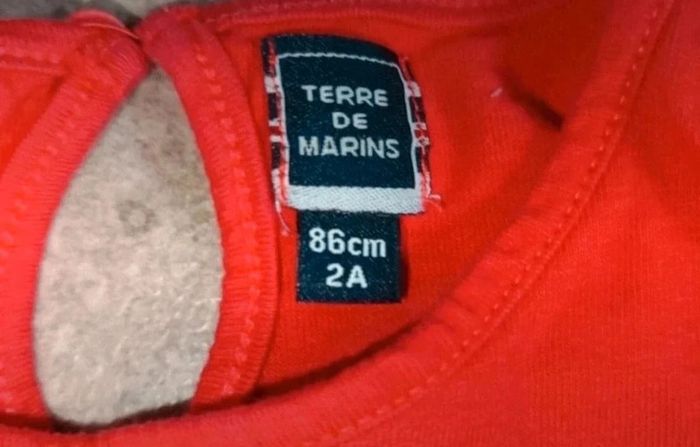 TERRE
DE
MARINS
86cm
2A